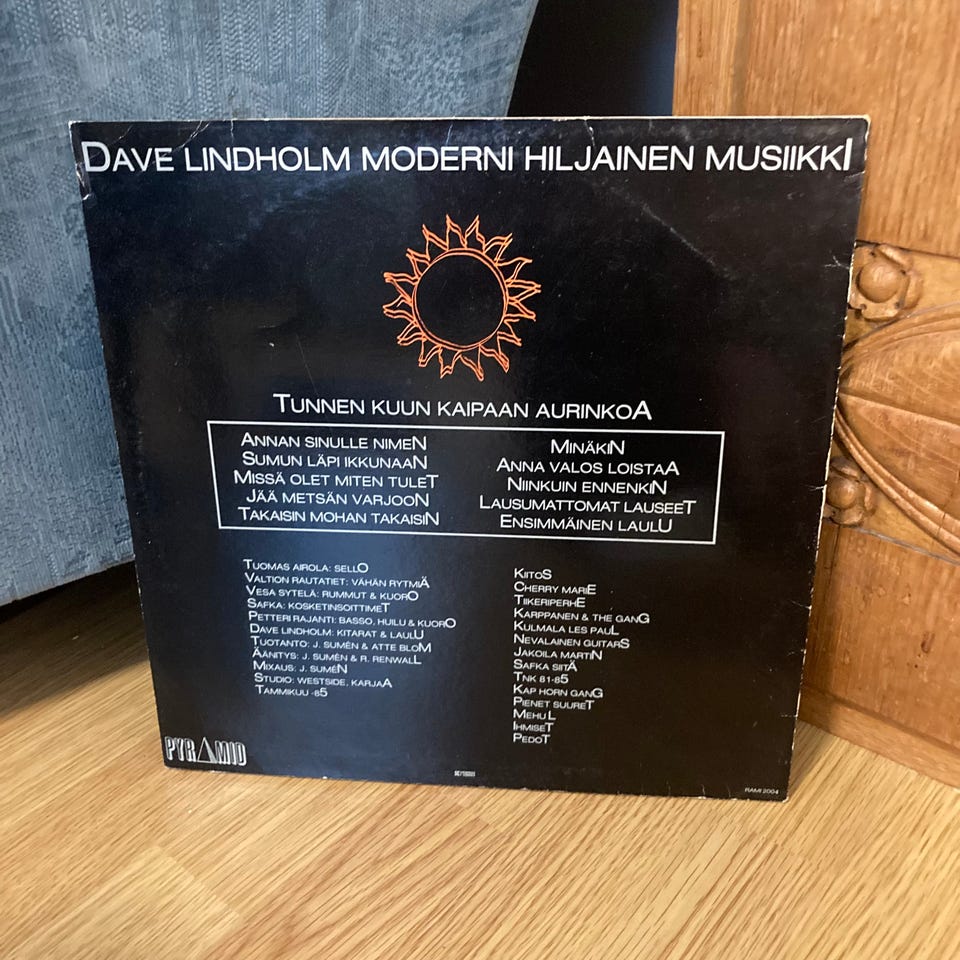 DAVE LINDHOLM MODERNI HILJAINEN MUSIIKKI
TUNNEN KUUN KAIPAAN AURINKOA
ANNAN SINULLE NIMEN
SUMUN LÄPI IKKUNAAN
MISSÄ OLET MITEN TULET
JÄÄ METSÄN VARJOON
TAKAISIN MOHAN TAKAISIN
MINÄKIN
ANNA VALOS LOISTAA
NIINKUIN ENNENKIN
LAUSUMATTOMAT LAUSEET
ENSIMMÄINEN LAULU
TUOMAS AIROLA: SELLO
VALTION RAUTATIET: VÄHÄN RYTMIÄ
VESA SYTELÄ: RUMMUT & KUORO
SAFKA: KOSKETINSOITTIMET
PETTERI RAJANTI: BASSO, HUILU & KUORO
DAVE LINDHOLM: KITARAT & LAULU
TUOTANTO: J. SUMÉN & ATTE BLOM
ÄÄNITYS: J. SUMÉN & R. RENWALL
MIXAUS: J. SUMÉN
STUDIO: WESTSIDE, KARJAA
TAMMIKUU -85
KIITOS
CHERRY MARIE
TIIKERIPERHE
KARPPANEN & THE GANG
KULMALA LES PAUL
NEVALAINEN GUITARS
JAKOILA MARTIN
SAFKA SIITÄ
TNK 81-85
KAP HORN GANG
PIENET SUURET
MEHU L
IHMISET
PEDOT
PYRAMID
RAMI 2004